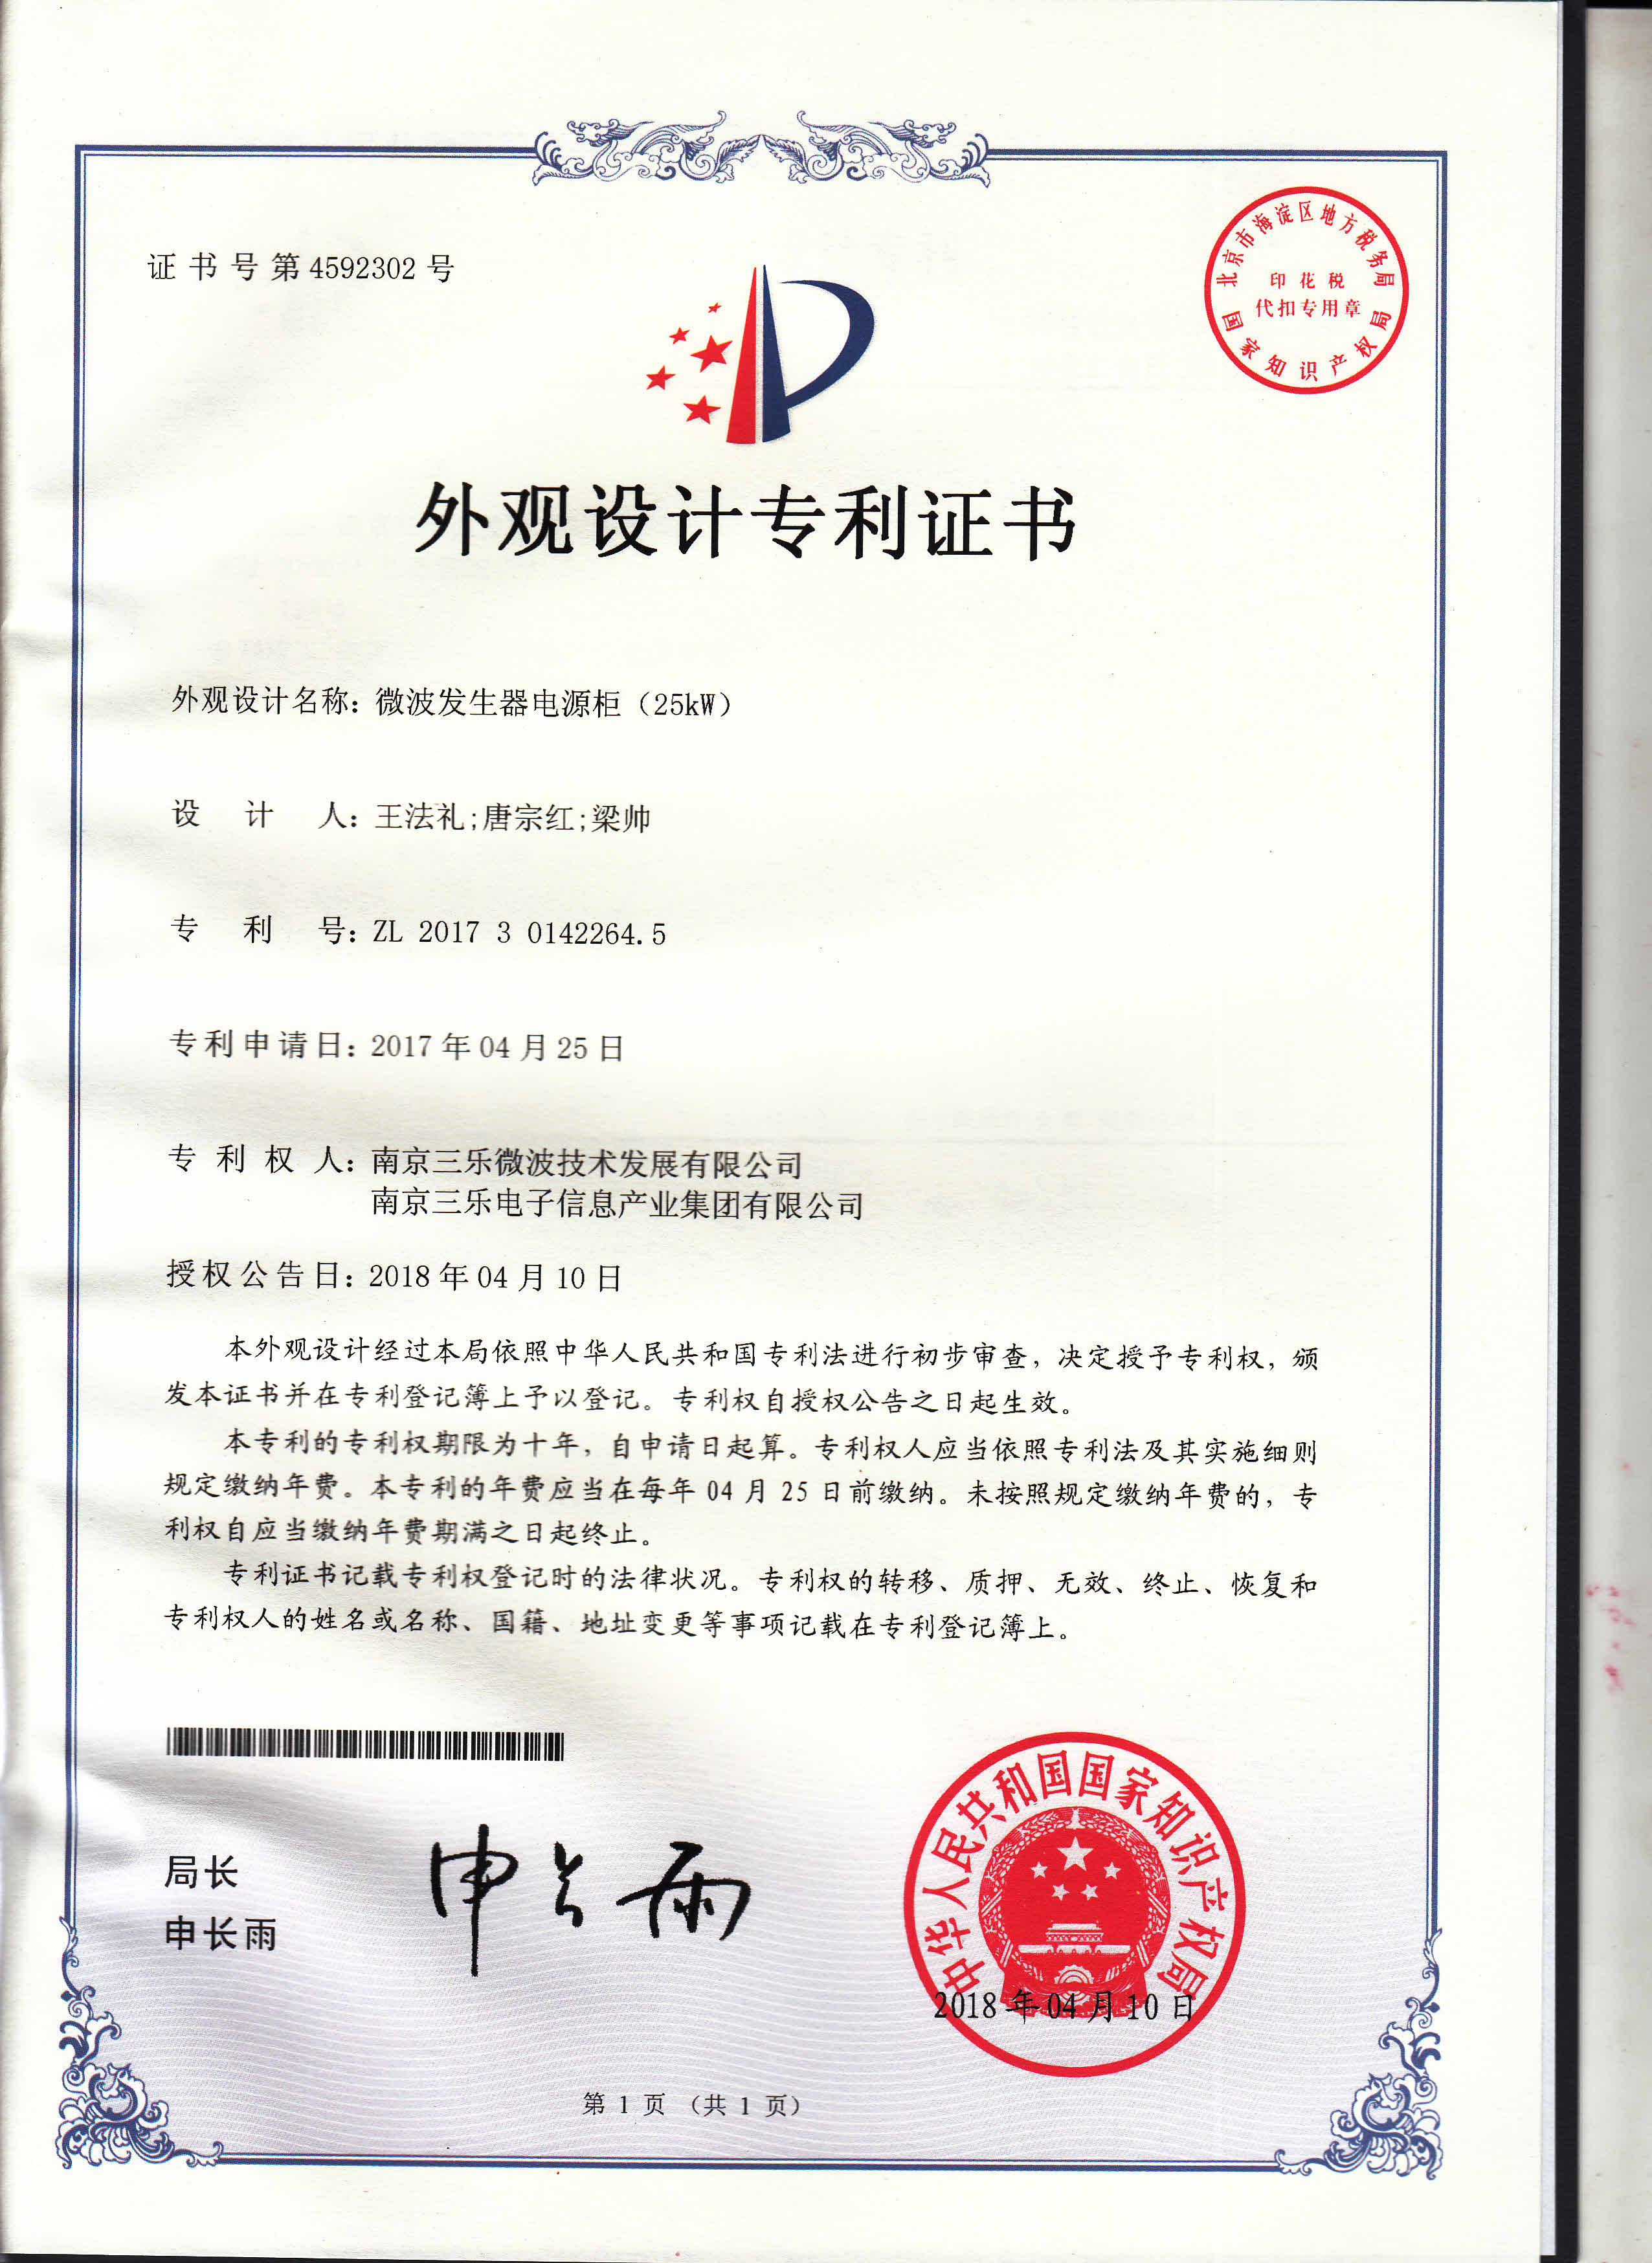 证书号第4592302号
北京市海淀区地方税务局
印花税
代扣专用章
国家知识产权局
外观设计专利证书
外观设计名称：微波发生器电源柜（25kW）
设计人：王法礼;唐宗红;梁帅
专利号：ZL 2017 3 0142264.5
专利申请日：2017年04月25日
专利权人：南京三乐微波技术发展有限公司
南京三乐电子信息产业集团有限公司
授权公告日：2018年04月10日
本外观设计经过本局依照中华人民共和国专利法进行初步审查，决定授予专利权，颁
发本证书并在专利登记簿上予以登记。专利权自授权公告之日起生效。
本专利的专利权期限为十年，自申请日起算。专利权人应当依照专利法及其实施细则
规定缴纳年费。本专利的年费应当在每年04月25日前缴纳。未按照规定缴纳年费的，专
利权自应当缴纳年费期满之日起终止。
专利证书记载专利权登记时的法律状况。专利权的转移、质押、无效、终止、恢复和
专利权人的姓名或名称、国籍、地址变更等事项记载在专利登记簿上。
局长
申长雨
申长雨
中华人民共和国国家知识产权局
2018年04月10日
第1页（共1页）